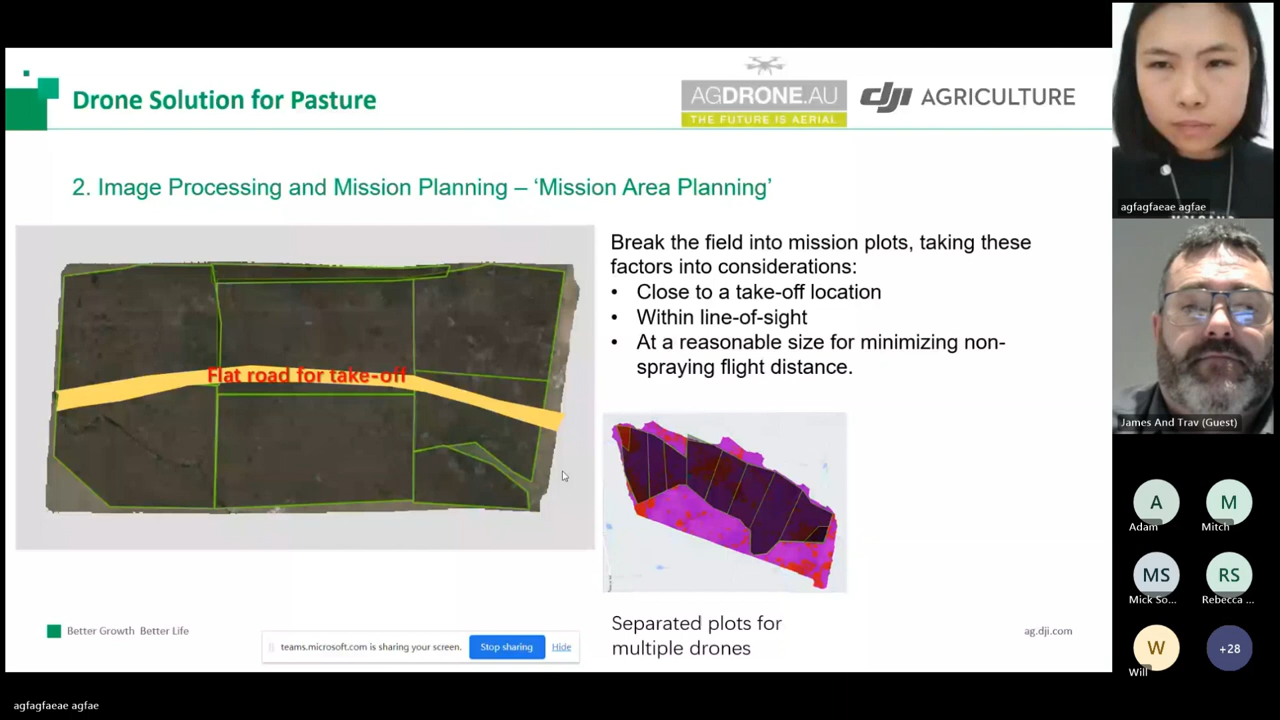 Drone Solution for Pasture
AGDRONE.AU
THE FUTURE IS AERIAL
dji AGRICULTURE
2. Image Processing and Mission Planning – ‘Mission Area Planning’
Flat road for take-off
Break the field into mission plots, taking these
factors into considerations:
• Close to a take-off location
• Within line-of-sight
• At a reasonable size for minimizing non-
spraying flight distance.
Separated plots for
multiple drones
Better Growth Better Life
teams.microsoft.com is sharing your screen.
Stop sharing
Hide
ag.dji.com
agfagfaeae agfae
James And Trav (Guest)
A
Adam
M
Mitch
MS
Mick So...
RS
Rebecca ...
W
Will
+28
agfagfaeae agfae